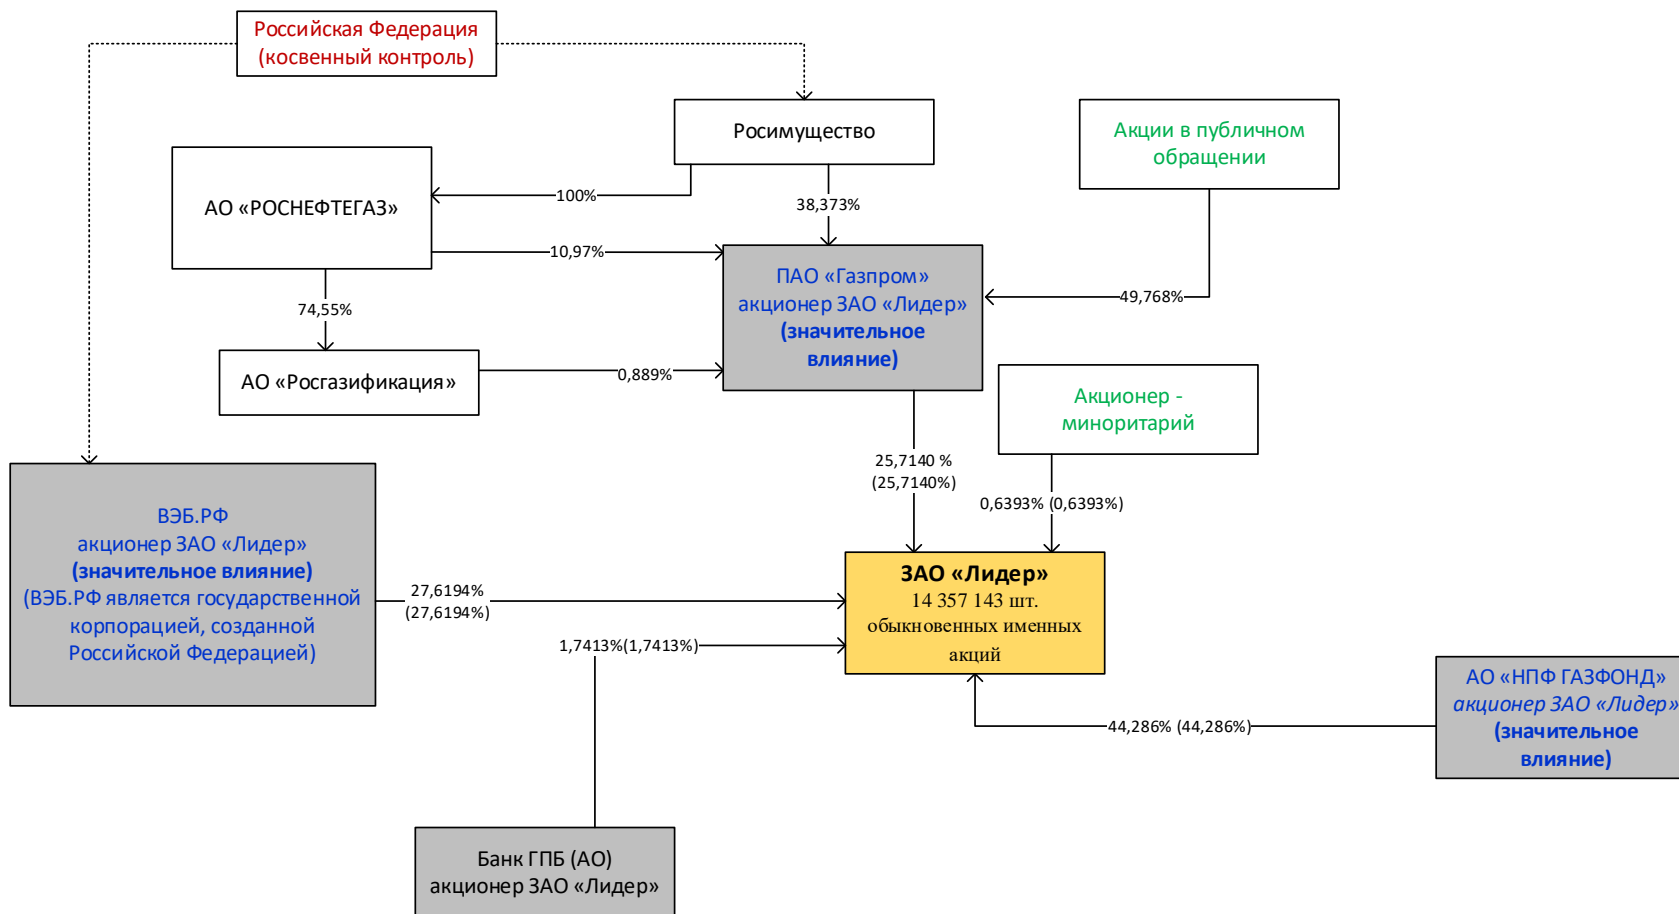 Российская Федерация
(косвенный контроль)
Росимущество
Акции в публичном
обращении
АО «РОСНЕФТЕГАЗ»
100%
38,373%
10,97%
ПАО «Газпром»
акционер ЗАО «Лидер»
(значительное
влияние)
49,768%
74,55%
АО «Росгазификация»
0,889%
Акционер -
миноритарий
25,7140 %
(25,7140%)
0,6393% (0,6393%)
ВЭБ.РФ
акционер ЗАО «Лидер»
(значительное влияние)
(ВЭБ.РФ является государственной
корпорацией, созданной
Российской Федерацией)
27,6194%
(27,6194%)
1,7413%(1,7413%)
ЗАО «Лидер»
14 357 143 шт.
обыкновенных именных
акций
АО «НПФ ГАЗФОНД»
акционер ЗАО «Лидер»
(значительное
влияние)
44,286% (44,286%)
Банк ГПБ (АО)
акционер ЗАО «Лидер»